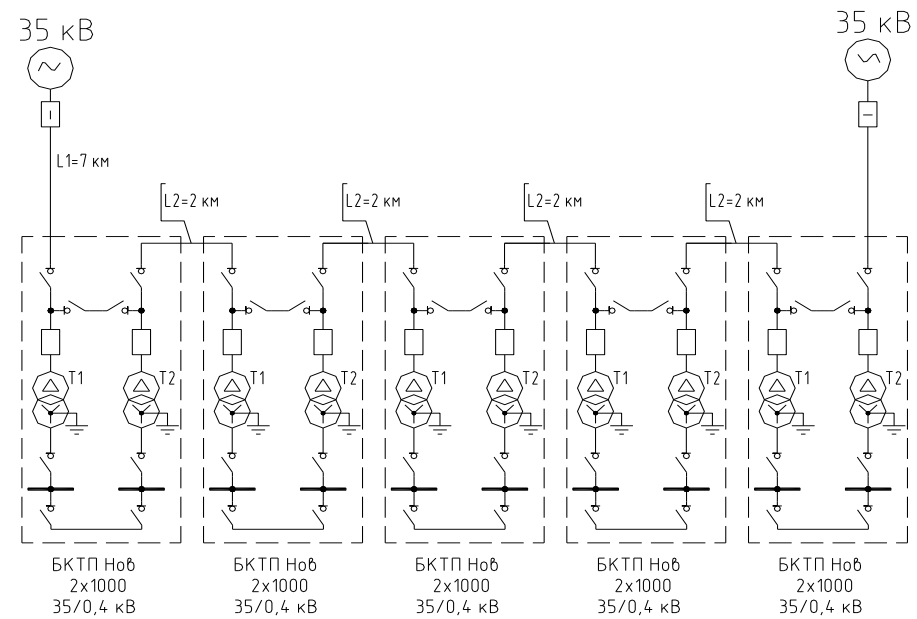 35 кВ
35 кВ
L1=7 км
L2=2 км
L2=2 км
L2=2 км
L2=2 км
T1
T2
T1
T2
T1
T2
T1
T2
T1
T2
БКТП Нов
2х1000
35/0,4 кВ
БКТП Нов
2х1000
35/0,4 кВ
БКТП Нов
2х1000
35/0,4 кВ
БКТП Нов
2х1000
35/0,4 кВ
БКТП Нов
2х1000
35/0,4 кВ